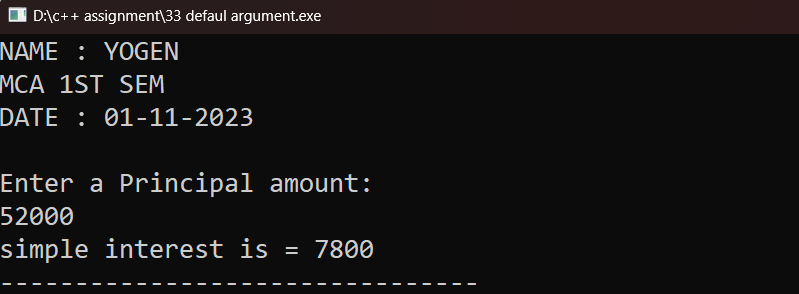 D:\c++ assignment\33 defaul argument.exe
NAME : YOGEN
MCA 1ST SEM
DATE : 01-11-2023
Enter a Principal amount:
52000
simple interest is = 7800
--------------------------------